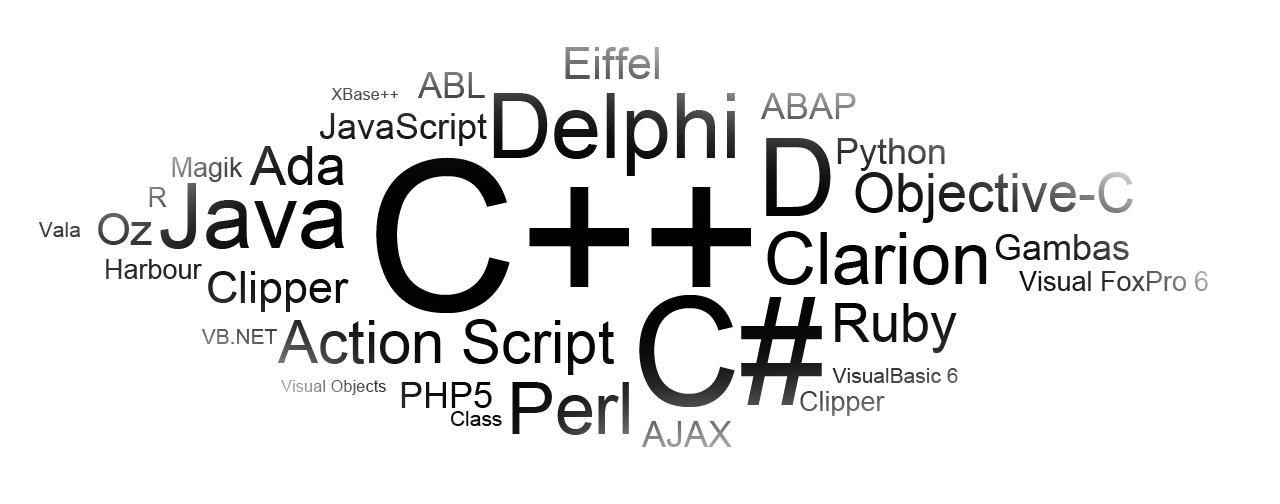 Eiffel
XBase++ ABL
Delphi
ABAP
JavaScript
Python
Magik Ada
D
Objective-C
R
Java
C++
Vala Oz
Clarion
Gambas
Harbour
Clipper
Visual FoxPro 6
VB.NET
Action Script
C#
Ruby
Visual Objects
PHP5
VisualBasic 6
Class
Perl
Clipper
AJAX